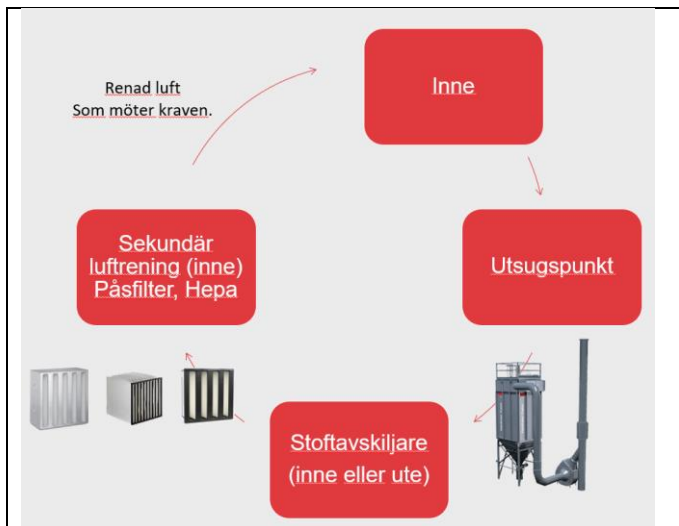 Inne
Renad luft
Som möter kraven.
Utsugspunkt
Sekundär
luftrening (inne)
Påsfilter, Hepa
Stoftavskiljare
(inne eller ute)